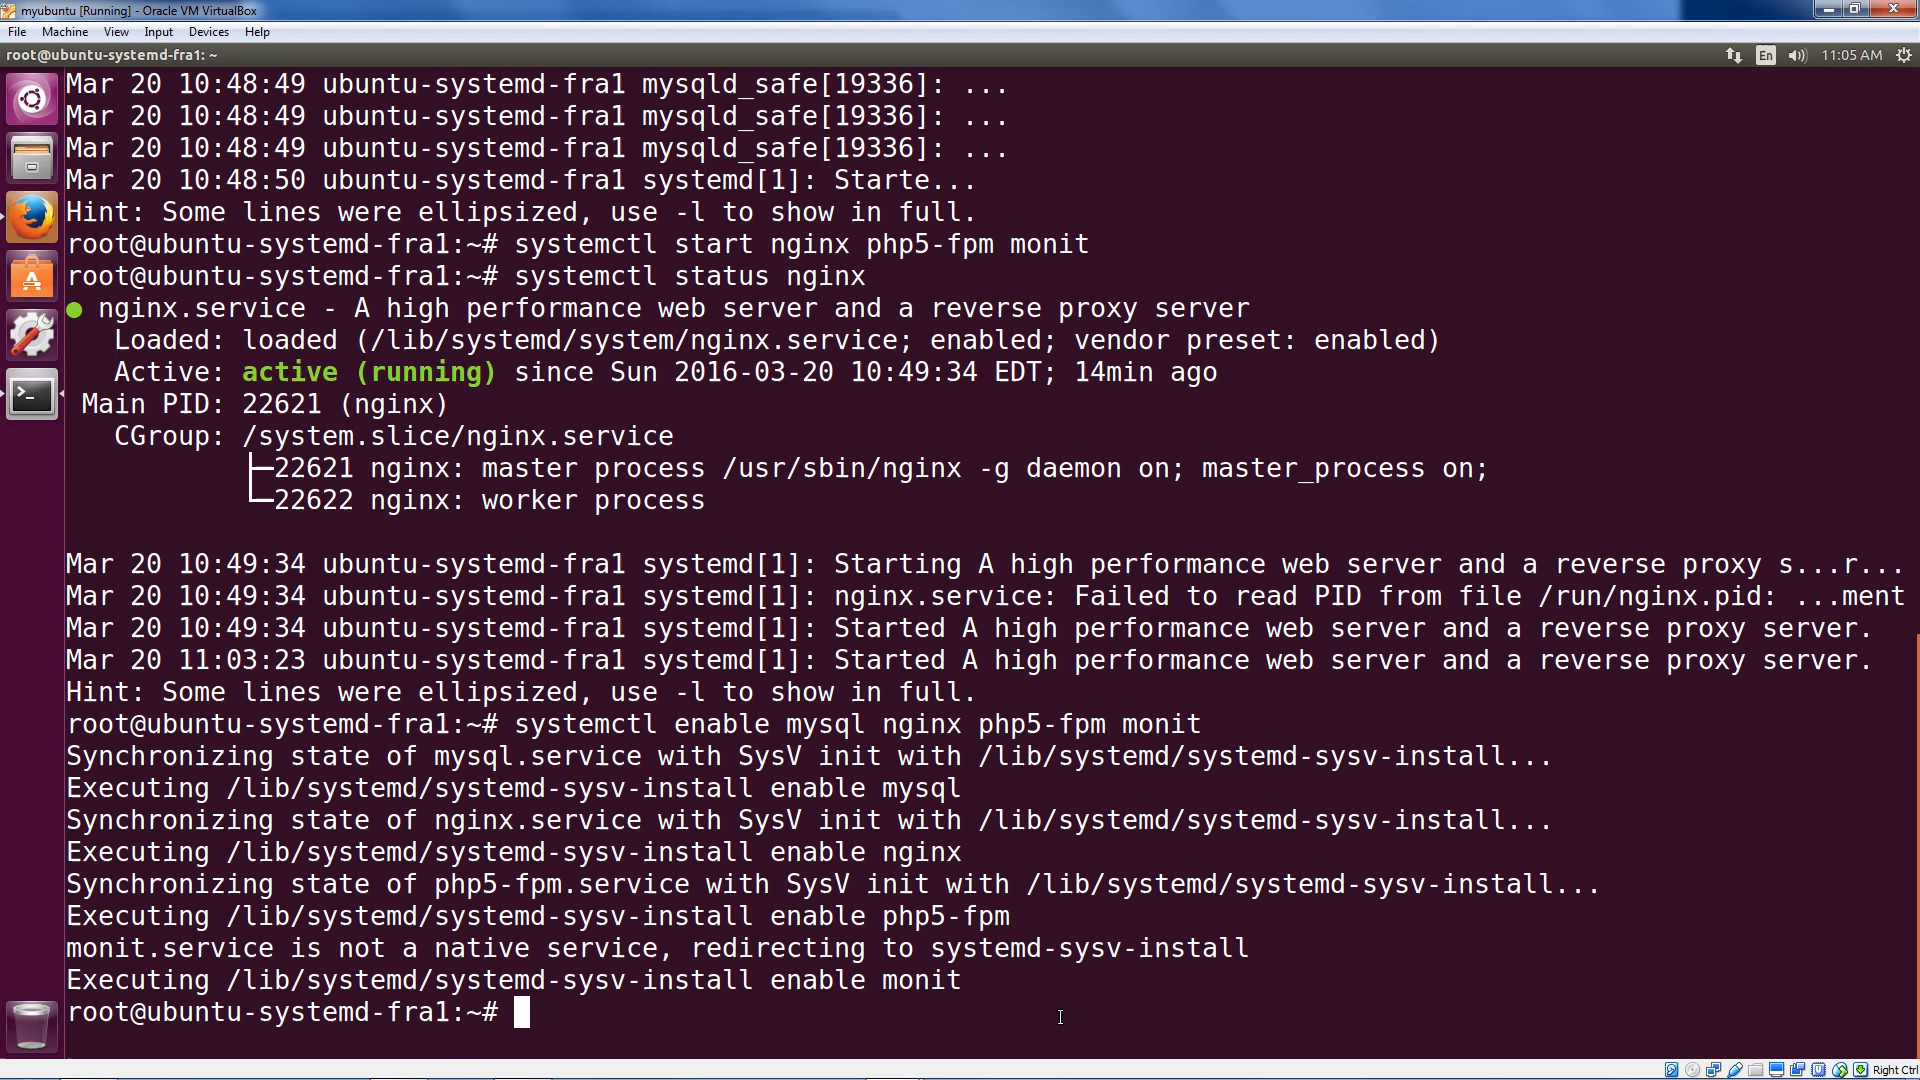 myubuntu [Running] - Oracle VM VirtualBox
File Machine View Input Devices Help
root@ubuntu-systemd-fra1: ~
En 11:05 AM
Mar 20 10:48:49 ubuntu-systemd-fra1 mysqld_safe[19336]: ...
Mar 20 10:48:49 ubuntu-systemd-fra1 mysqld_safe[19336]: ...
Mar 20 10:48:49 ubuntu-systemd-fra1 mysqld_safe[19336]: ...
Mar 20 10:48:50 ubuntu-systemd-fra1 systemd[1]: Starte...
Hint: Some lines were ellipsized, use -l to show in full.
root@ubuntu-systemd-fra1:~# systemctl start nginx php5-fpm monit
root@ubuntu-systemd-fra1:~# systemctl status nginx
● nginx.service - A high performance web server and a reverse proxy server
Loaded: loaded (/lib/systemd/system/nginx.service; enabled; vendor preset: enabled)
Active: active (running) since Sun 2016-03-20 10:49:34 EDT; 14min ago
Main PID: 22621 (nginx)
CGroup: /system.slice/nginx.service
├─22621 nginx: master process /usr/sbin/nginx -g daemon on; master_process on;
└─22622 nginx: worker process
Mar 20 10:49:34 ubuntu-systemd-fra1 systemd[1]: Starting A high performance web server and a reverse proxy s...r...
Mar 20 10:49:34 ubuntu-systemd-fra1 systemd[1]: nginx.service: Failed to read PID from file /run/nginx.pid: ...ment
Mar 20 10:49:34 ubuntu-systemd-fra1 systemd[1]: Started A high performance web server and a reverse proxy server.
Mar 20 11:03:23 ubuntu-systemd-fra1 systemd[1]: Started A high performance web server and a reverse proxy server.
Hint: Some lines were ellipsized, use -l to show in full.
root@ubuntu-systemd-fra1:~# systemctl enable mysql nginx php5-fpm monit
Synchronizing state of mysql.service with SysV init with /lib/systemd/systemd-sysv-install...
Executing /lib/systemd/systemd-sysv-install enable mysql
Synchronizing state of nginx.service with SysV init with /lib/systemd/systemd-sysv-install...
Executing /lib/systemd/systemd-sysv-install enable nginx
Synchronizing state of php5-fpm.service with SysV init with /lib/systemd/systemd-sysv-install...
Executing /lib/systemd/systemd-sysv-install enable php5-fpm
monit.service is not a native service, redirecting to systemd-sysv-install
Executing /lib/systemd/systemd-sysv-install enable monit
root@ubuntu-systemd-fra1:~#
Right Ctrl